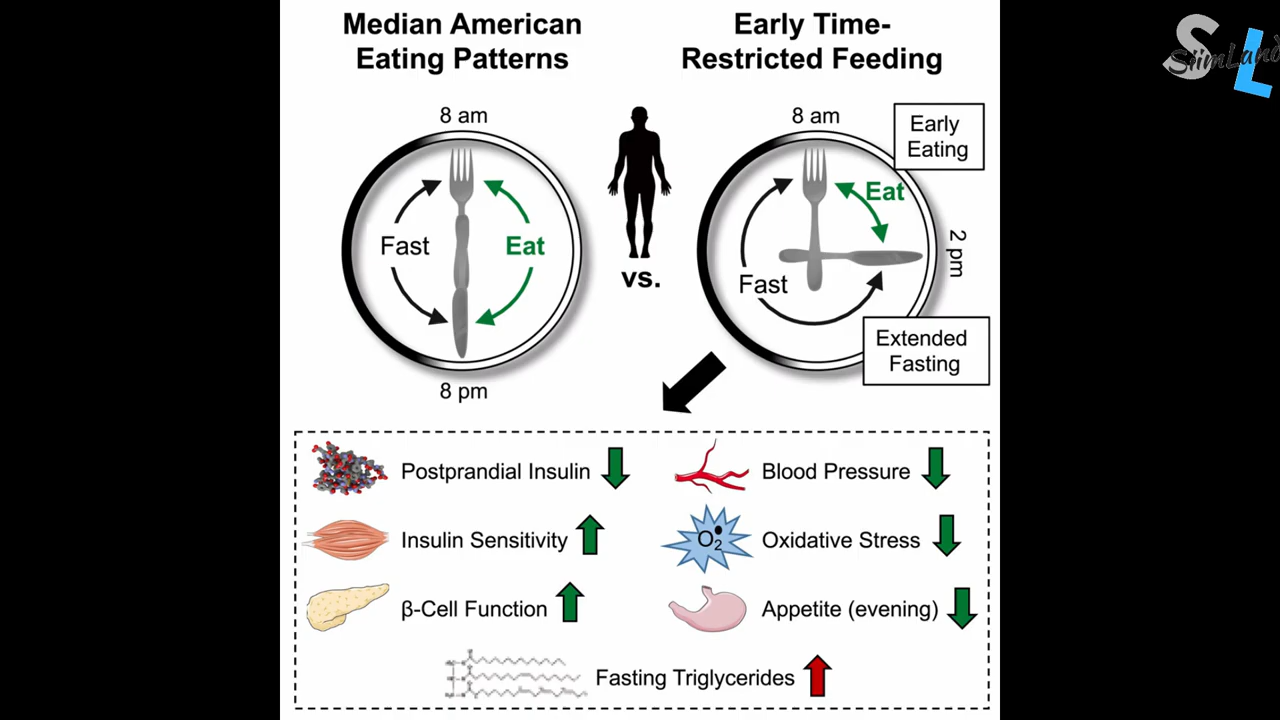 Median American
Eating Patterns
Early Time-
Restricted Feeding
SL
SiimLand
8 am
8 am
Early
Eating
Fast
Eat
Eat
2 pm
Fast
vs.
Extended
Fasting
8 pm
Postprandial Insulin
Blood Pressure
Insulin Sensitivity
O2
Oxidative Stress
β-Cell Function
Appetite (evening)
Fasting Triglycerides